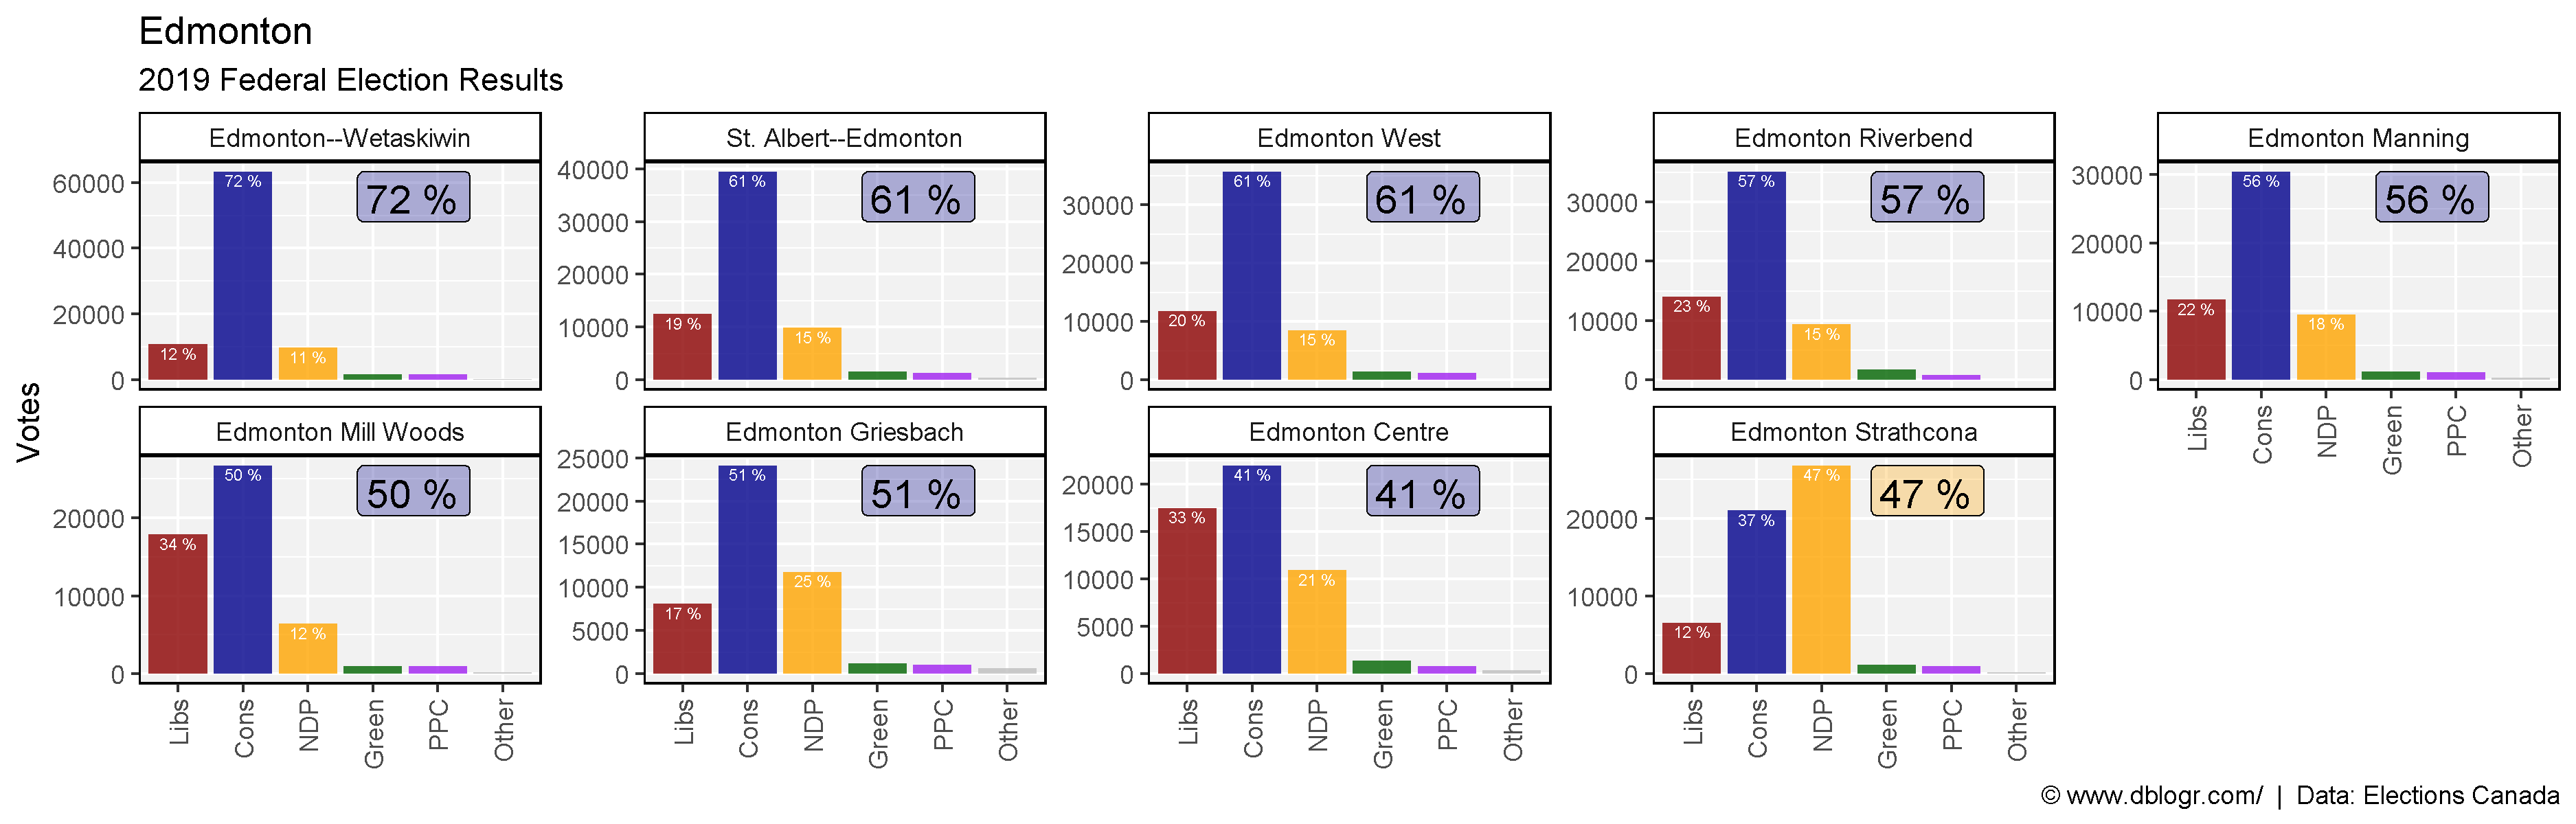 Edmonton
2019 Federal Election Results
Edmonton--Wetaskiwin
St. Albert--Edmonton
Edmonton West
Edmonton Riverbend
Edmonton Manning
60000
40000
20000
0
12 %
72 %
11 %
72 %
40000
30000
20000
10000
0
19 %
61 %
15 %
61 %
30000
20000
10000
0
20 %
61 %
15 %
61 %
30000
20000
10000
0
23 %
57 %
15 %
57 %
30000
20000
10000
0
22 %
56 %
18 %
56 %
Libs
Cons
NDP
Green
PPC
Other
Votes
Edmonton Mill Woods
Edmonton Griesbach
Edmonton Centre
Edmonton Strathcona
20000
10000
0
34 %
50 %
12 %
50 %
Libs
Cons
NDP
Green
PPC
Other
25000
20000
15000
10000
5000
0
17 %
51 %
25 %
51 %
Libs
Cons
NDP
Green
PPC
Other
20000
15000
10000
5000
0
33 %
41 %
21 %
41 %
Libs
Cons
NDP
Green
PPC
Other
20000
10000
0
12 %
37 %
47 %
47 %
Libs
Cons
NDP
Green
PPC
Other
© www.dblogr.com/ | Data: Elections Canada